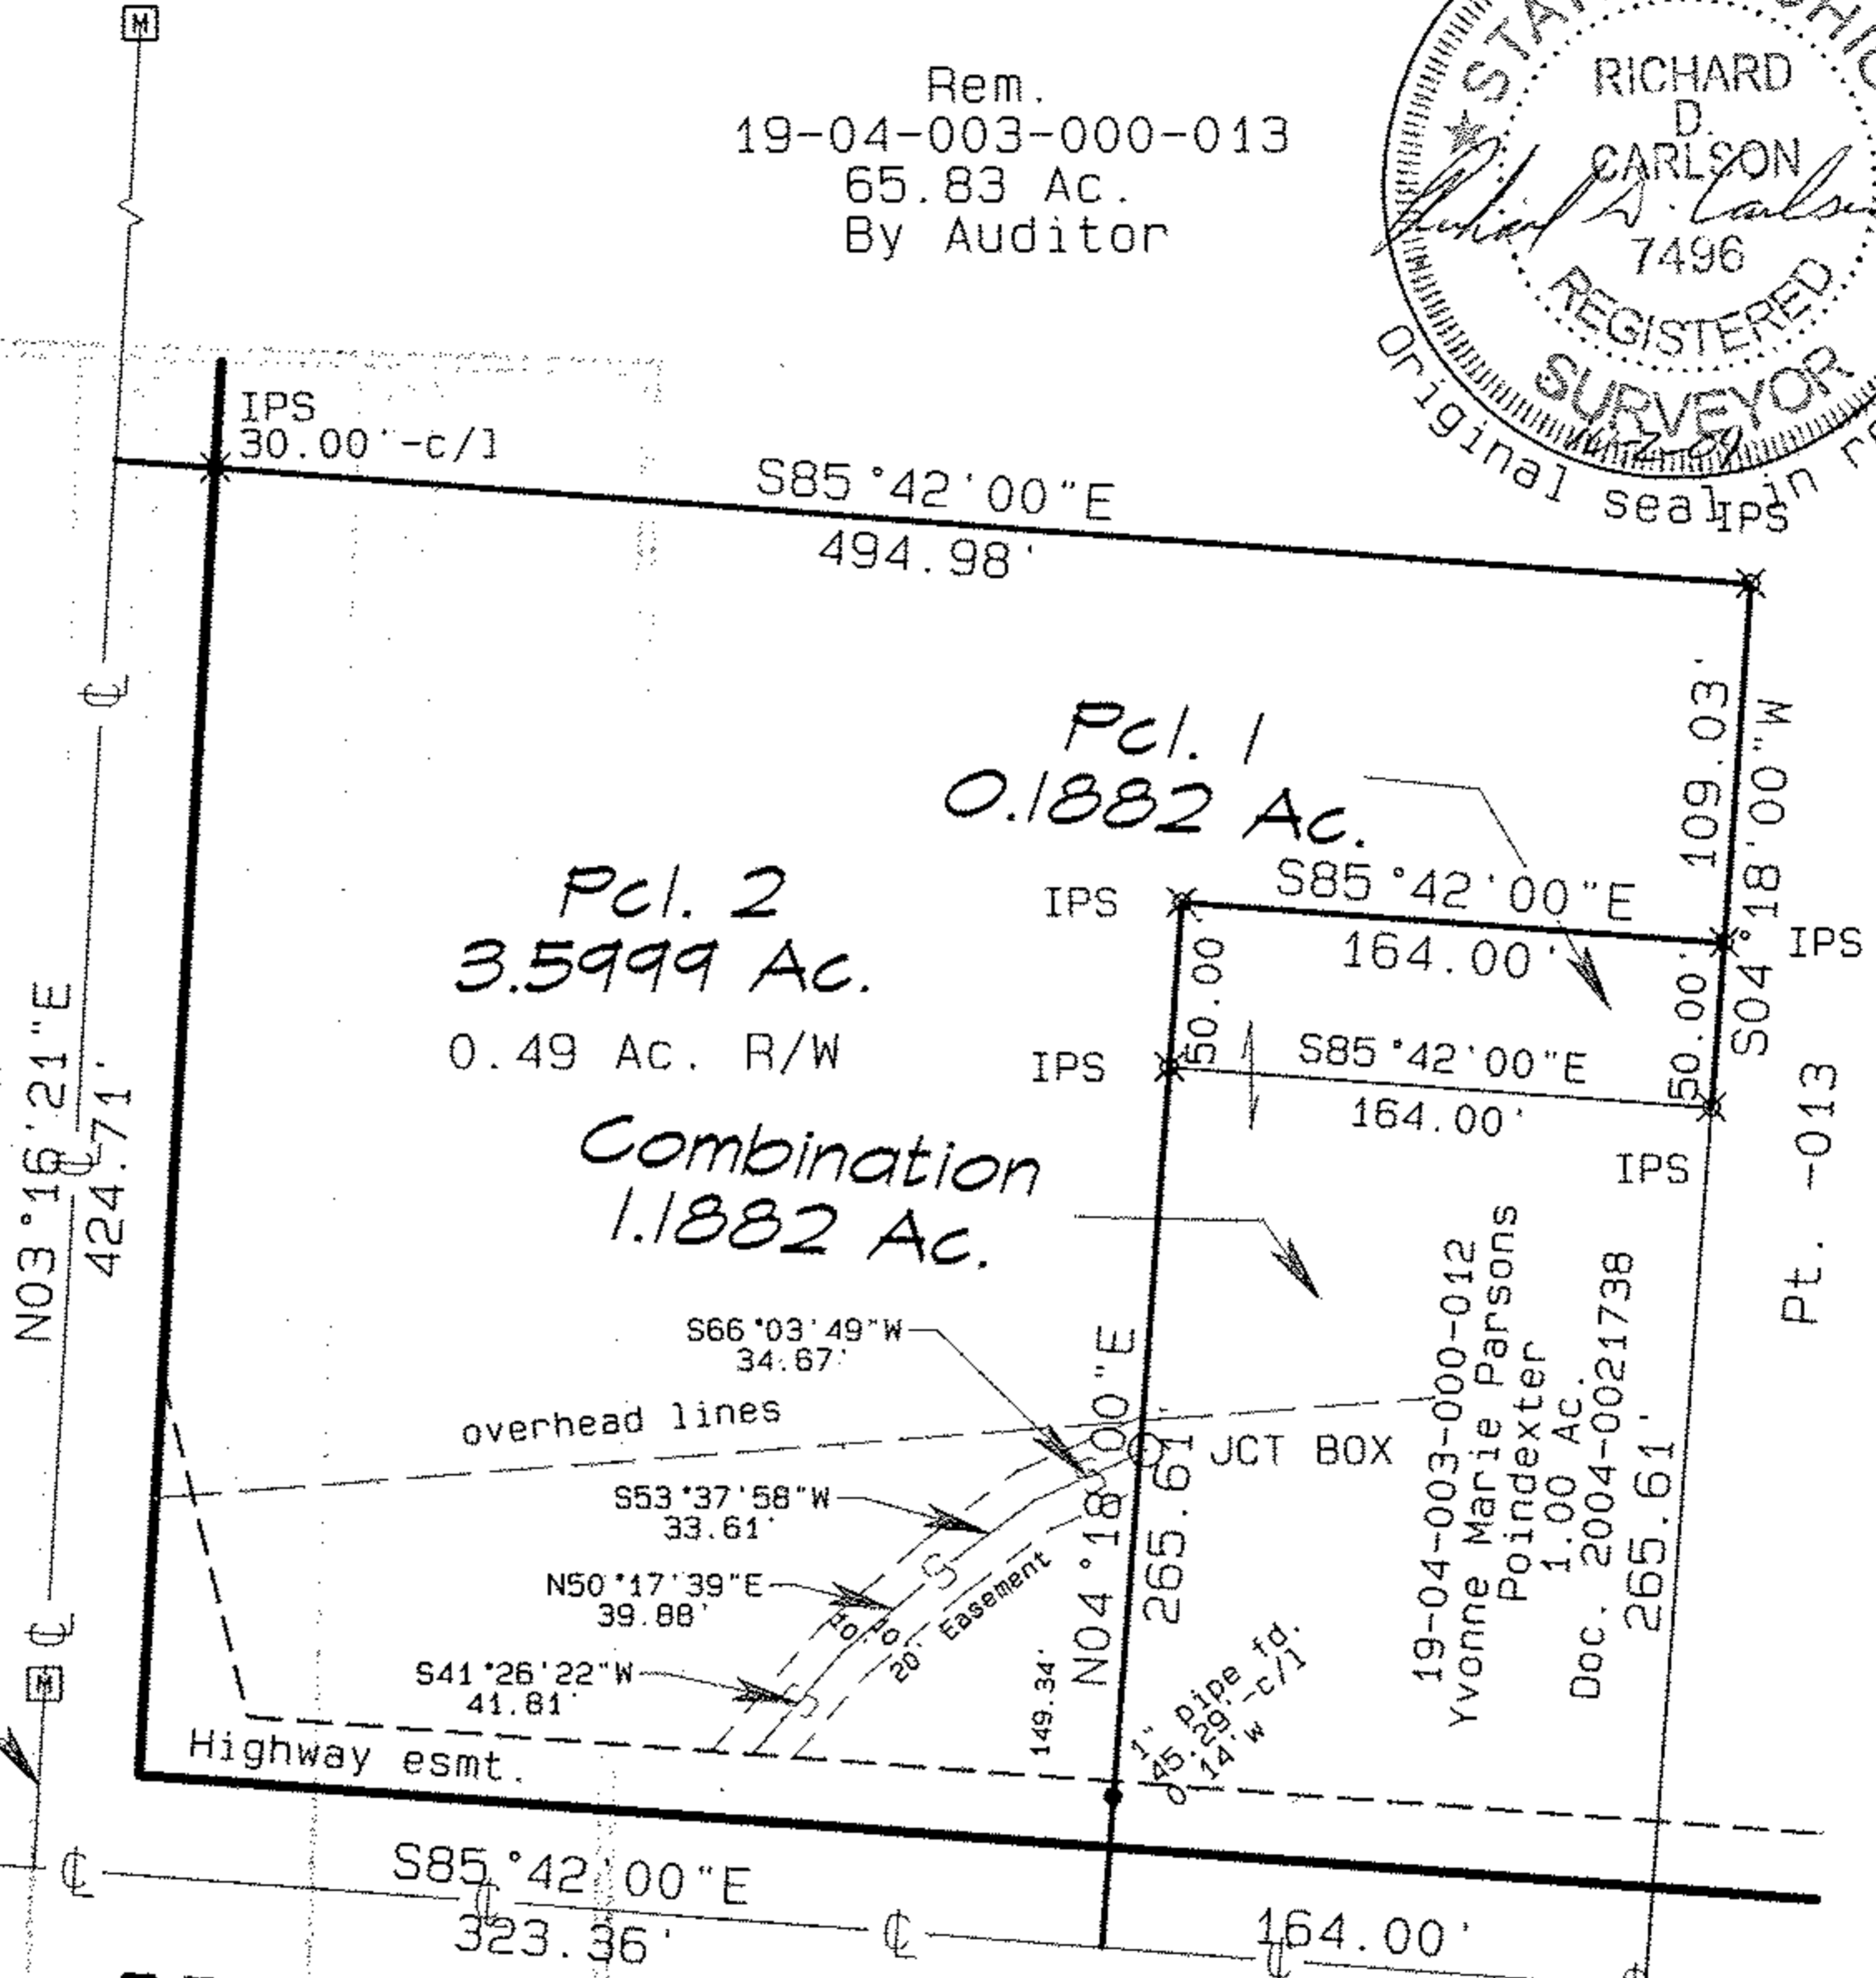 M
Rem.
19-04-003-000-013
65.83 Ac.
By Auditor
RICHARD
D.
CARLSON
7496
REGISTERED
SURVEYOR
Original seal in
IPS
IPS
30.00'-c/l
S85°42'00"E
494.98'
109.03'
S04°18'00"W
Pcl. 1
0.1882 Ac.
S85°42'00"E
164.00'
IPS
IPS
50.00
50.00'
Pcl. 2
3.5999 Ac.
0.49 Ac. R/W
IPS
S85°42'00"E
164.00'
IPS
Pt. -013
Combination
1.1882 Ac.
N03°16'21"E
424.71'
S66°03'49"W
34.67'
overhead lines
JCT BOX
S53°37'58"W
33.61'
N50°17'39"E
39.88'
S41°26'22"W
41.81'
10'
10'
20' Easement
N04°18'00"E
265.61'
149.34'
1" pipe fd.
45.29'-c/l
0.14'W
19-04-003-000-012
Yvonne Marie Parsons
Poindexter
1.00 Ac.
Doc. 2004-0021738
265.61'
M
Highway esmt.
S85°42'00"E
323.36'
164.00'